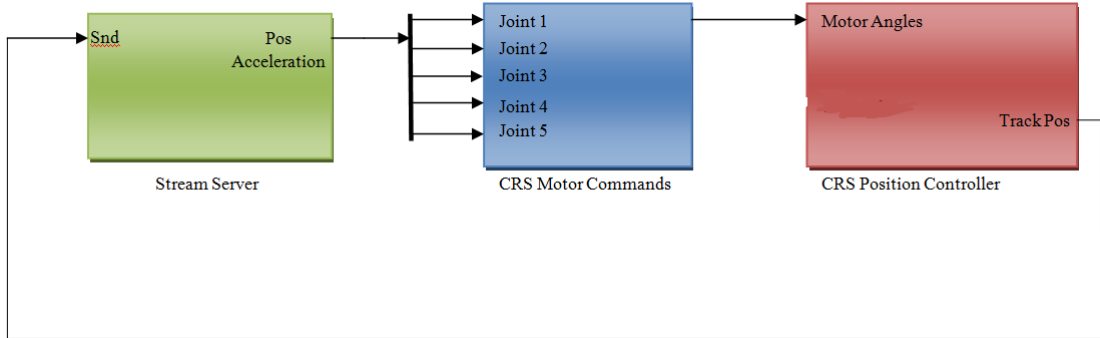 Snd
Pos
Acceleration
Stream Server
Joint 1
Joint 2
Joint 3
Joint 4
Joint 5
CRS Motor Commands
Motor Angles
Track Pos
CRS Position Controller